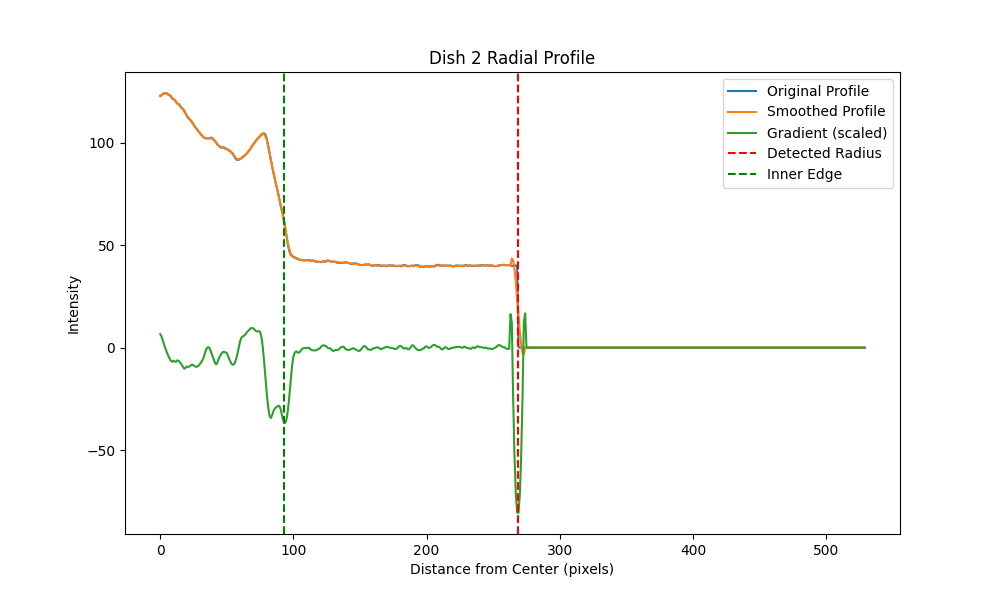 Dish 2 Radial Profile
Original Profile
Smoothed Profile
Gradient (scaled)
Detected Radius
Inner Edge
Intensity
100
50
0
−50
0
100
200
300
400
500
Distance from Center (pixels)